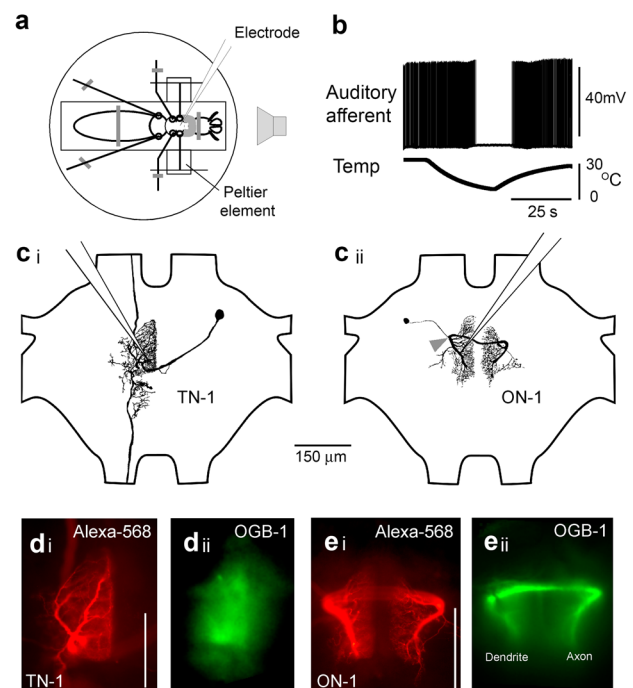 a
Electrode
Peltier
element
b
Auditory
afferent
40mV
Temp
30
°C
0
25 s
c i
TN-1
c ii
ON-1
150 µm
d i
Alexa-568
TN-1
d ii
OGB-1
e i
Alexa-568
ON-1
e ii
OGB-1
Dendrite
Axon